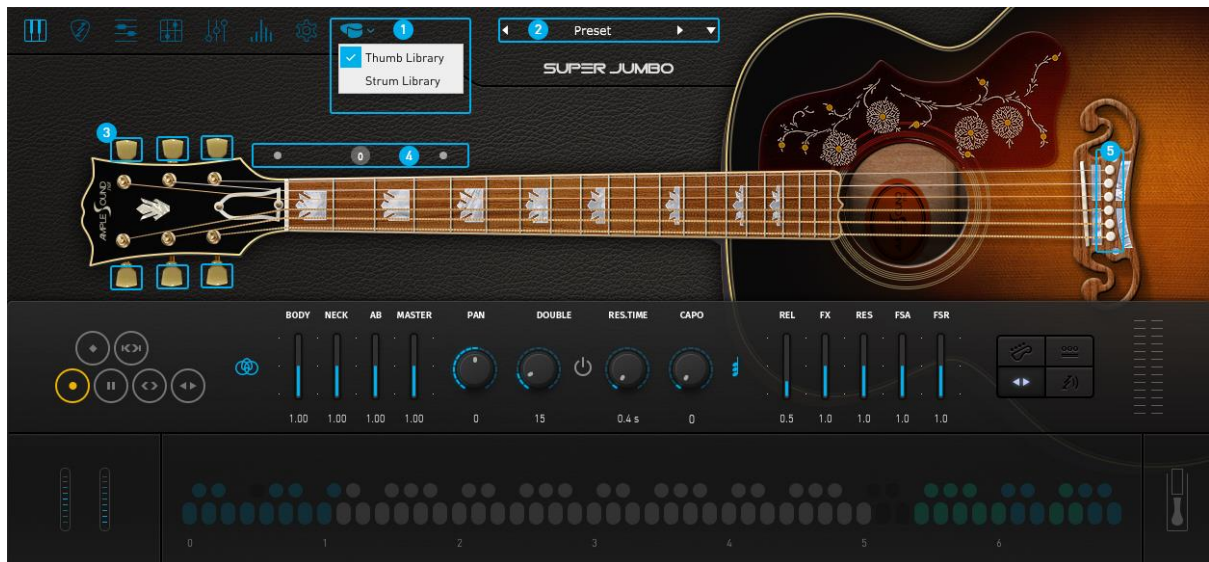 1
2 Preset
Thumb Library
Strum Library
SUPER JUMBO
3
0 4
5
AMPLE SOUND
BODY NECK AB MASTER PAN DOUBLE RES.TIME CAPO REL FX RES FSA FSR
1.00 1.00 1.00 1.00 0 15 0.4 s 0 0.5 1.0 1.0 1.0 1.0
0 1 2 3 4 5 6